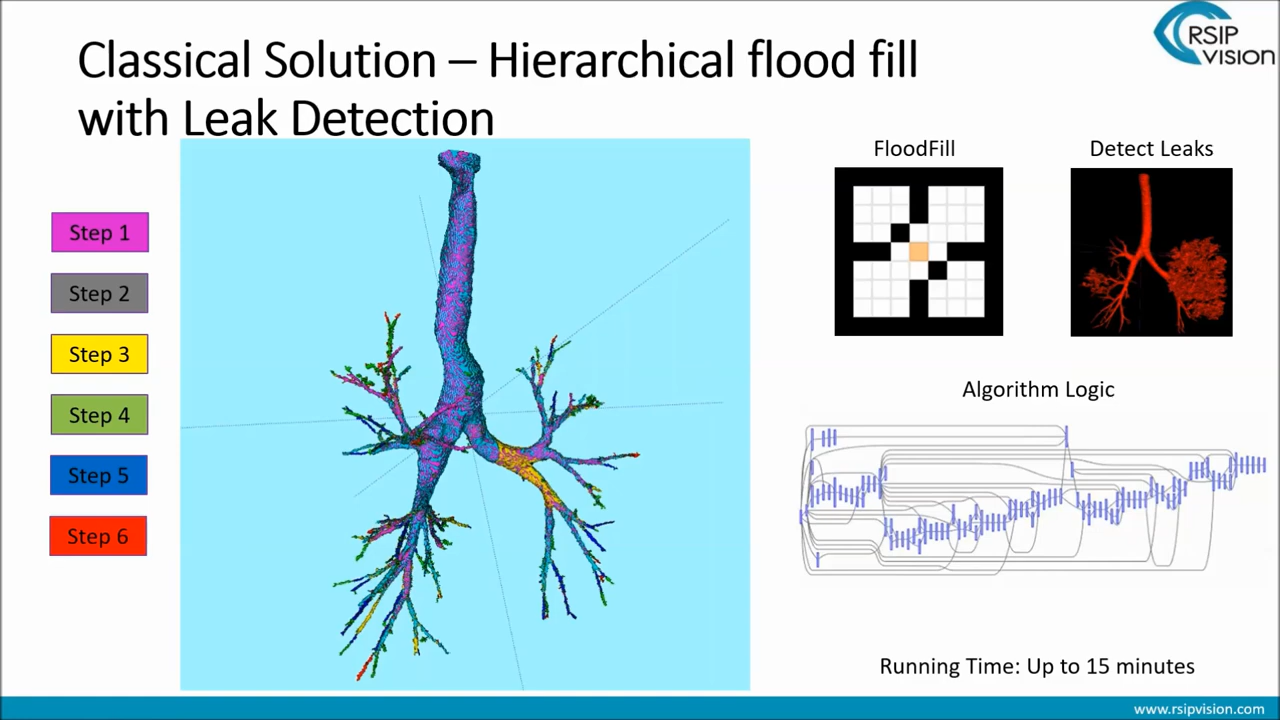 Classical Solution – Hierarchical flood fill
with Leak Detection
RSIP
vision
Step 1
Step 2
Step 3
Step 4
Step 5
Step 6
FloodFill
Detect Leaks
Algorithm Logic
Running Time: Up to 15 minutes
www.rsipvision.com